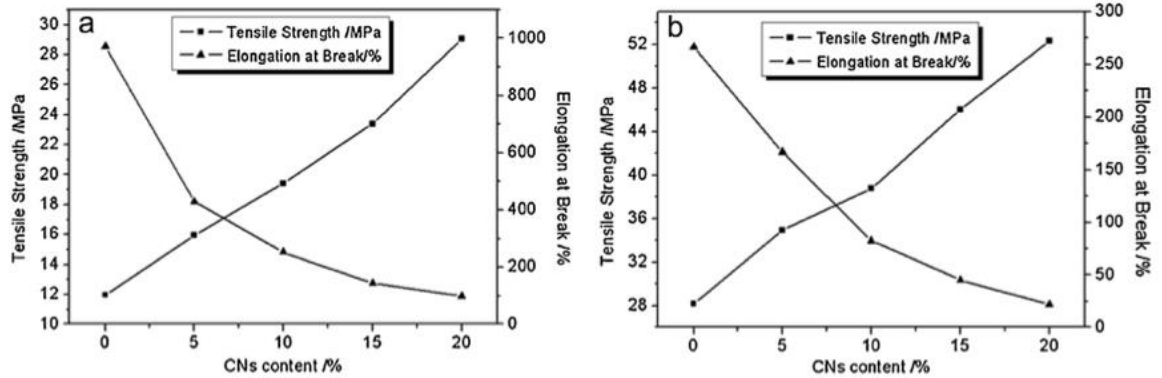 a
Tensile Strength /MPa
Elongation at Break/%
30
28
26
24
22
20
18
16
14
12
10
Tensile Strength /MPa
1000
800
600
400
200
0
Elongation at Break /%
0 5 10 15 20
CNs content /%
b
Tensile Strength /MPa
Elongation at Break/%
52
48
44
40
36
32
28
Tensile Strength /MPa
300
250
200
150
100
50
0
Elongation at Break /%
0 5 10 15 20
CNs content /%